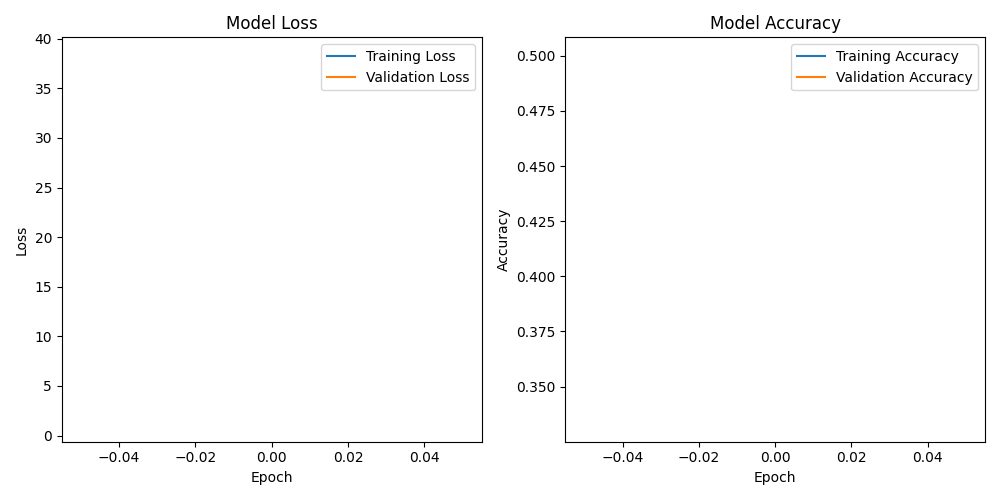 Model Loss
Model Accuracy
40
35
30
25
20
15
10
5
0
Loss
Training Loss
Validation Loss
−0.04
−0.02
0.00
0.02
0.04
Epoch
0.500
0.475
0.450
0.425
0.400
0.375
0.350
Accuracy
Training Accuracy
Validation Accuracy
−0.04
−0.02
0.00
0.02
0.04
Epoch